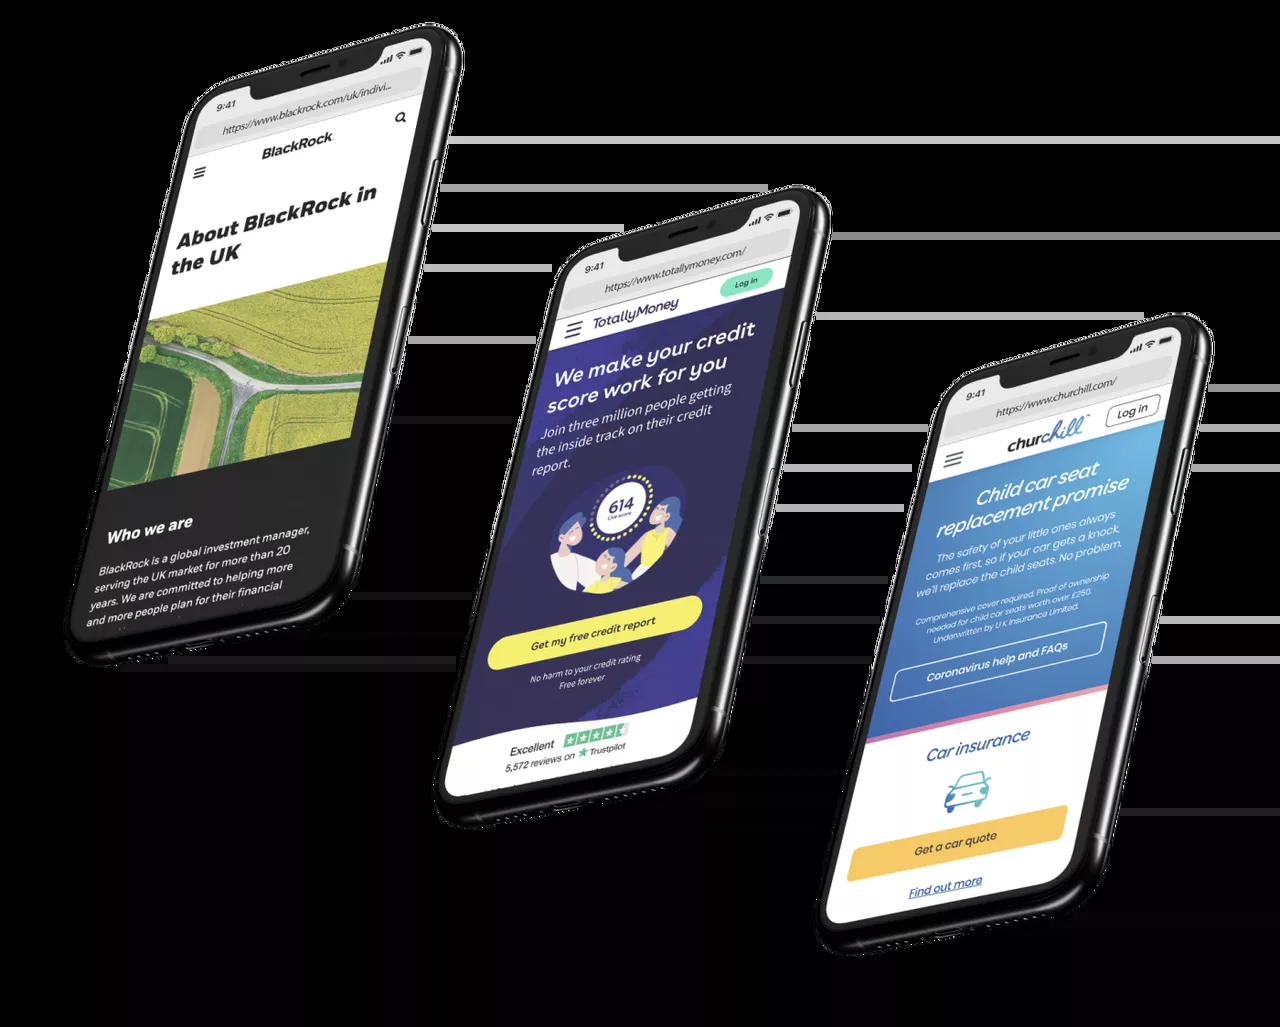 9:41
https://www.blackrock.com/uk/indivi...
BlackRock
About BlackRock in
the UK
Who we are
BlackRock is a global investment manager,
serving the UK market for more than 20
years. We are committed to helping more
and more people plan for their financial
9:41
https://www.totallymoney.com/
TotallyMoney
Log in
We make your credit
score work for you
Join three million people getting
the inside track on their credit
report.
614
Live score
Get my free credit report
No harm to your credit rating
Free forever
Excellent
5,572 reviews on Trustpilot
9:41
https://www.churchill.com/
churchill™
Log in
Child car seat
replacement promise
The safety of your little ones always
comes first, so if your car gets a knock,
we'll replace the child seats. No problem.
Comprehensive cover required. Proof of ownership
needed for child car seats worth over £250.
Underwritten by U K Insurance Limited.
Coronavirus help and FAQs
Car insurance
Get a car quote
Find out more